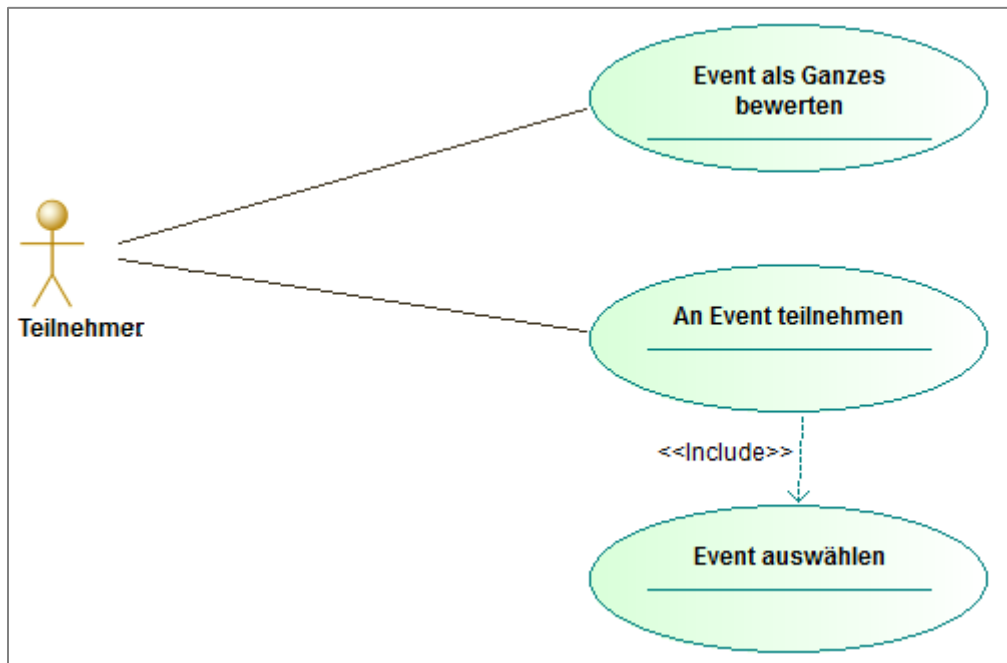 Event als Ganzes
bewerten
Teilnehmer
An Event teilnehmen
<<Include>>
Event auswählen